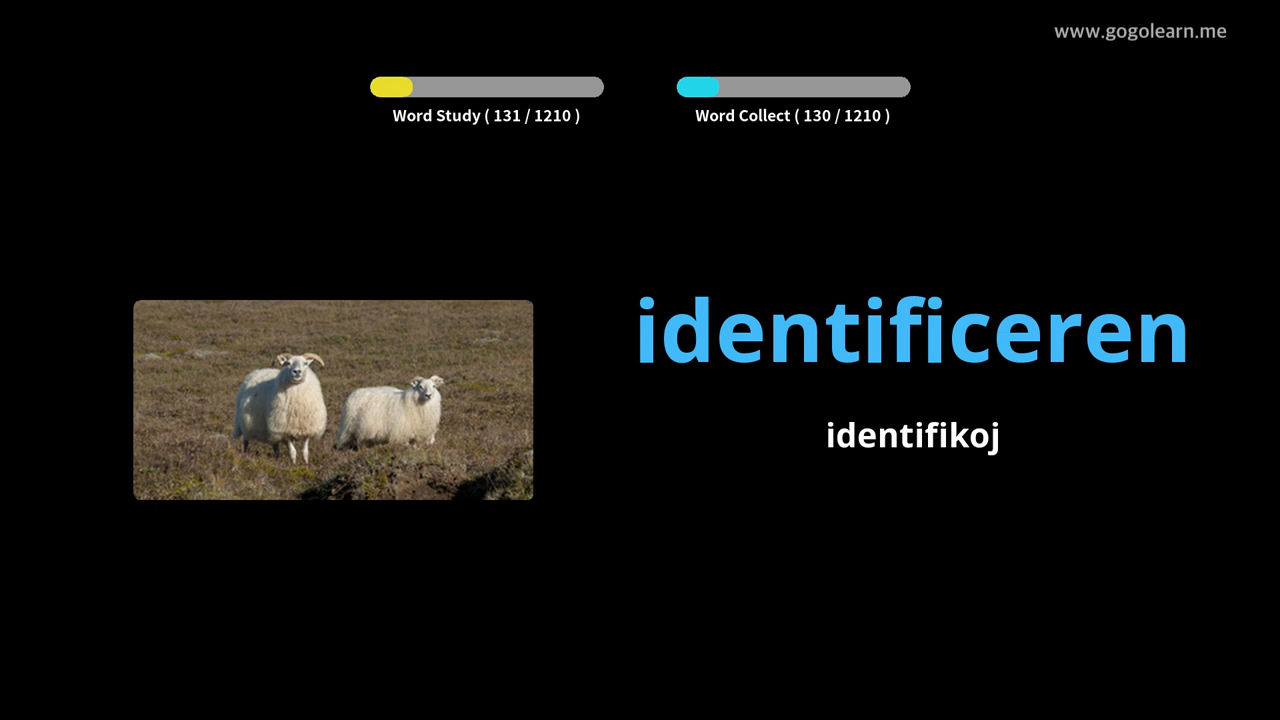 www.gogolearn.me
Word Study ( 131 / 1210 )
Word Collect ( 130 / 1210 )
identificeren
identifikoj